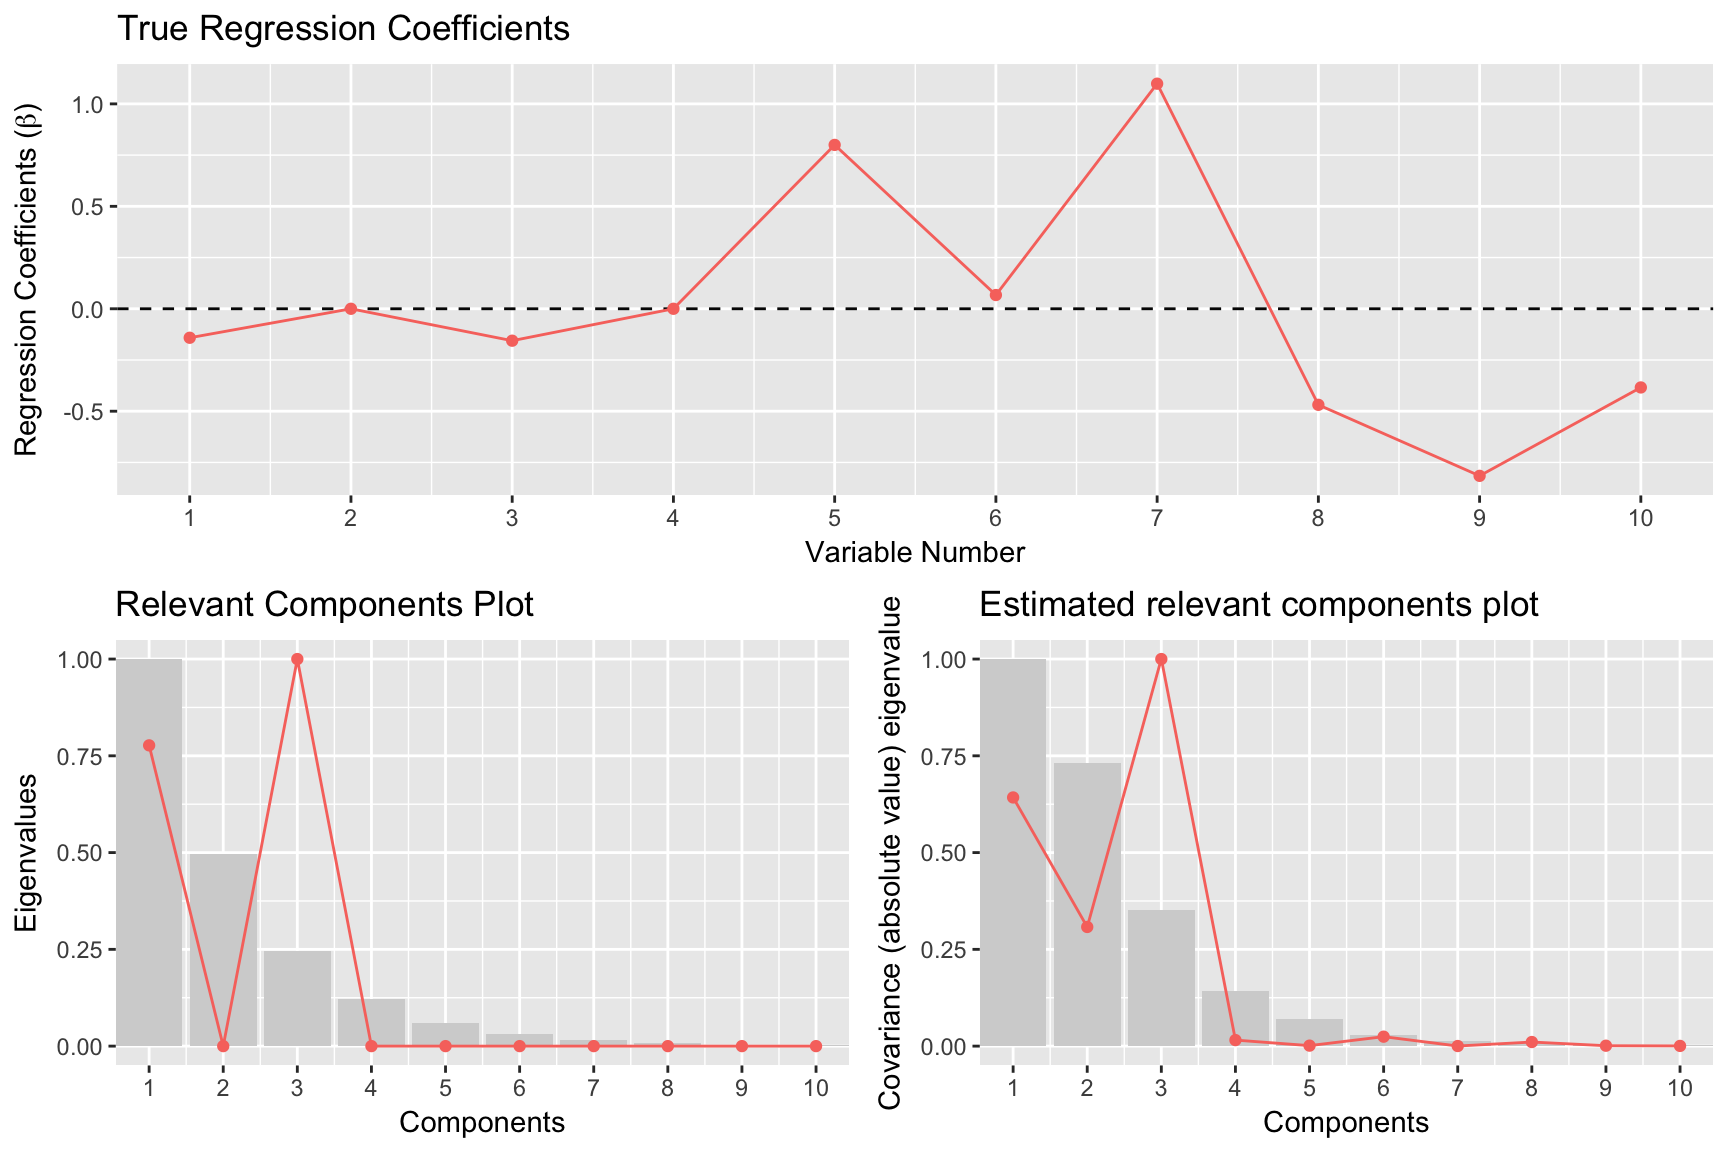 True Regression Coefficients
Regression Coefficients (β)
1.0
0.5
0.0
-0.5
1 2 3 4 5 6 7 8 9 10
Variable Number
Relevant Components Plot
Eigenvalues
1.00
0.75
0.50
0.25
0.00
1 2 3 4 5 6 7 8 9 10
Components
Estimated relevant components plot
Covariance (absolute value) eigenvalue
1.00
0.75
0.50
0.25
0.00
1 2 3 4 5 6 7 8 9 10
Components